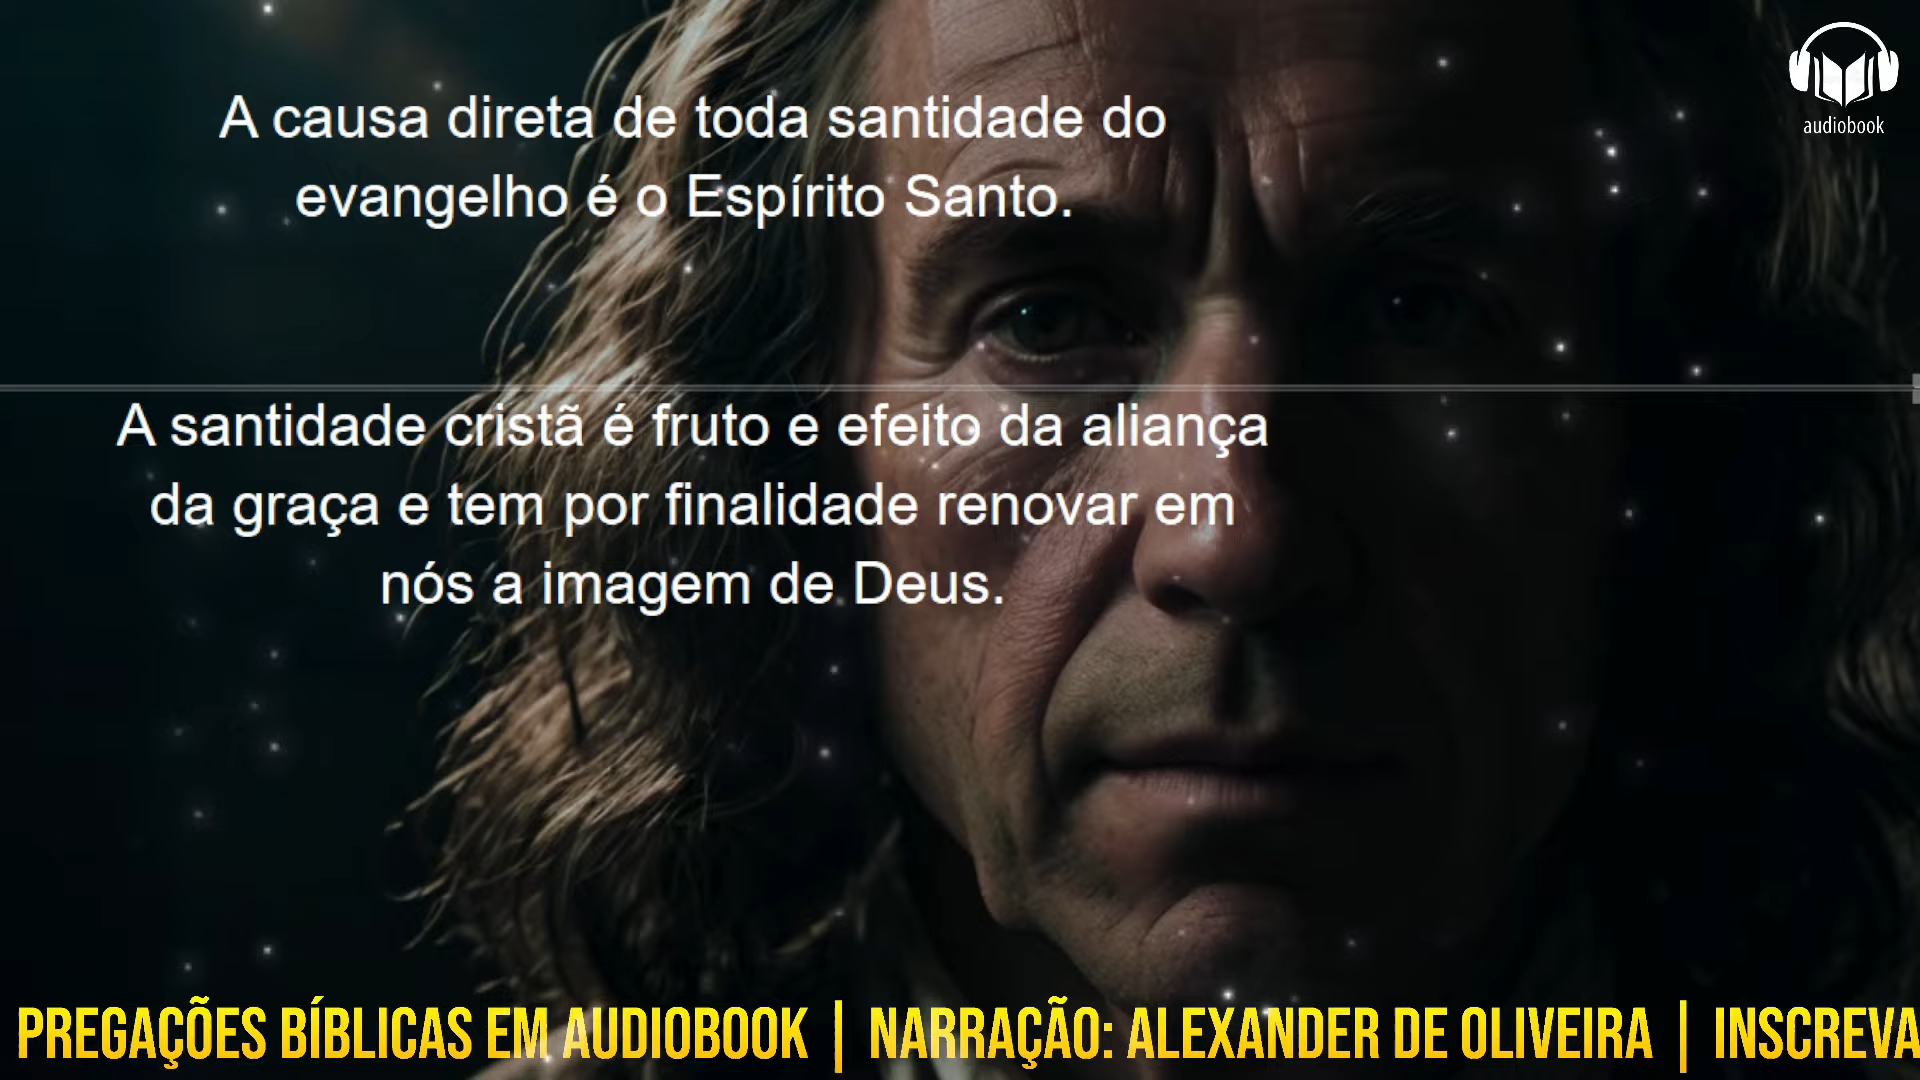 audiobook
A causa direta de toda santidade do
evangelho é o Espírito Santo.
A santidade cristã é fruto e efeito da aliança
da graça e tem por finalidade renovar em
nós a imagem de Deus.
PREGAÇÕES BÍBLICAS EM AUDIOBOOK | NARRAÇÃO: ALEXANDER DE OLIVEIRA | INSCREVA